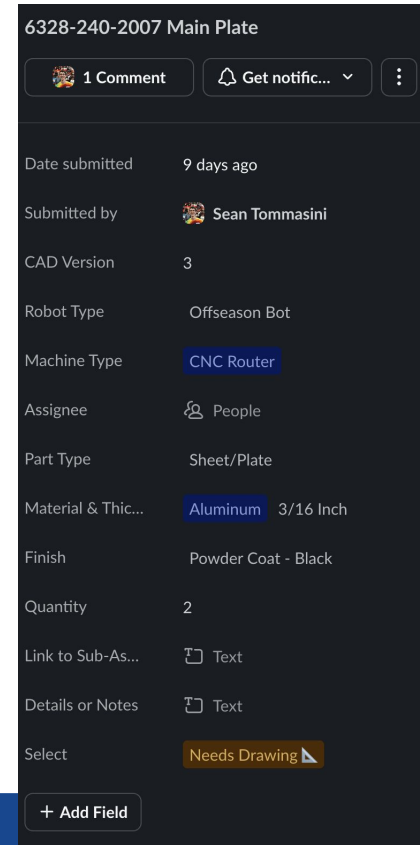 6328-240-2007 Main Plate
1 Comment Get notific...
Date submitted 9 days ago
Submitted by Sean Tommasini
CAD Version 3
Robot Type Offseason Bot
Machine Type CNC Router
Assignee People
Part Type Sheet/Plate
Material & Thic... Aluminum 3/16 Inch
Finish Powder Coat - Black
Quantity 2
Link to Sub-As... Text
Details or Notes Text
Select Needs Drawing
+ Add Field